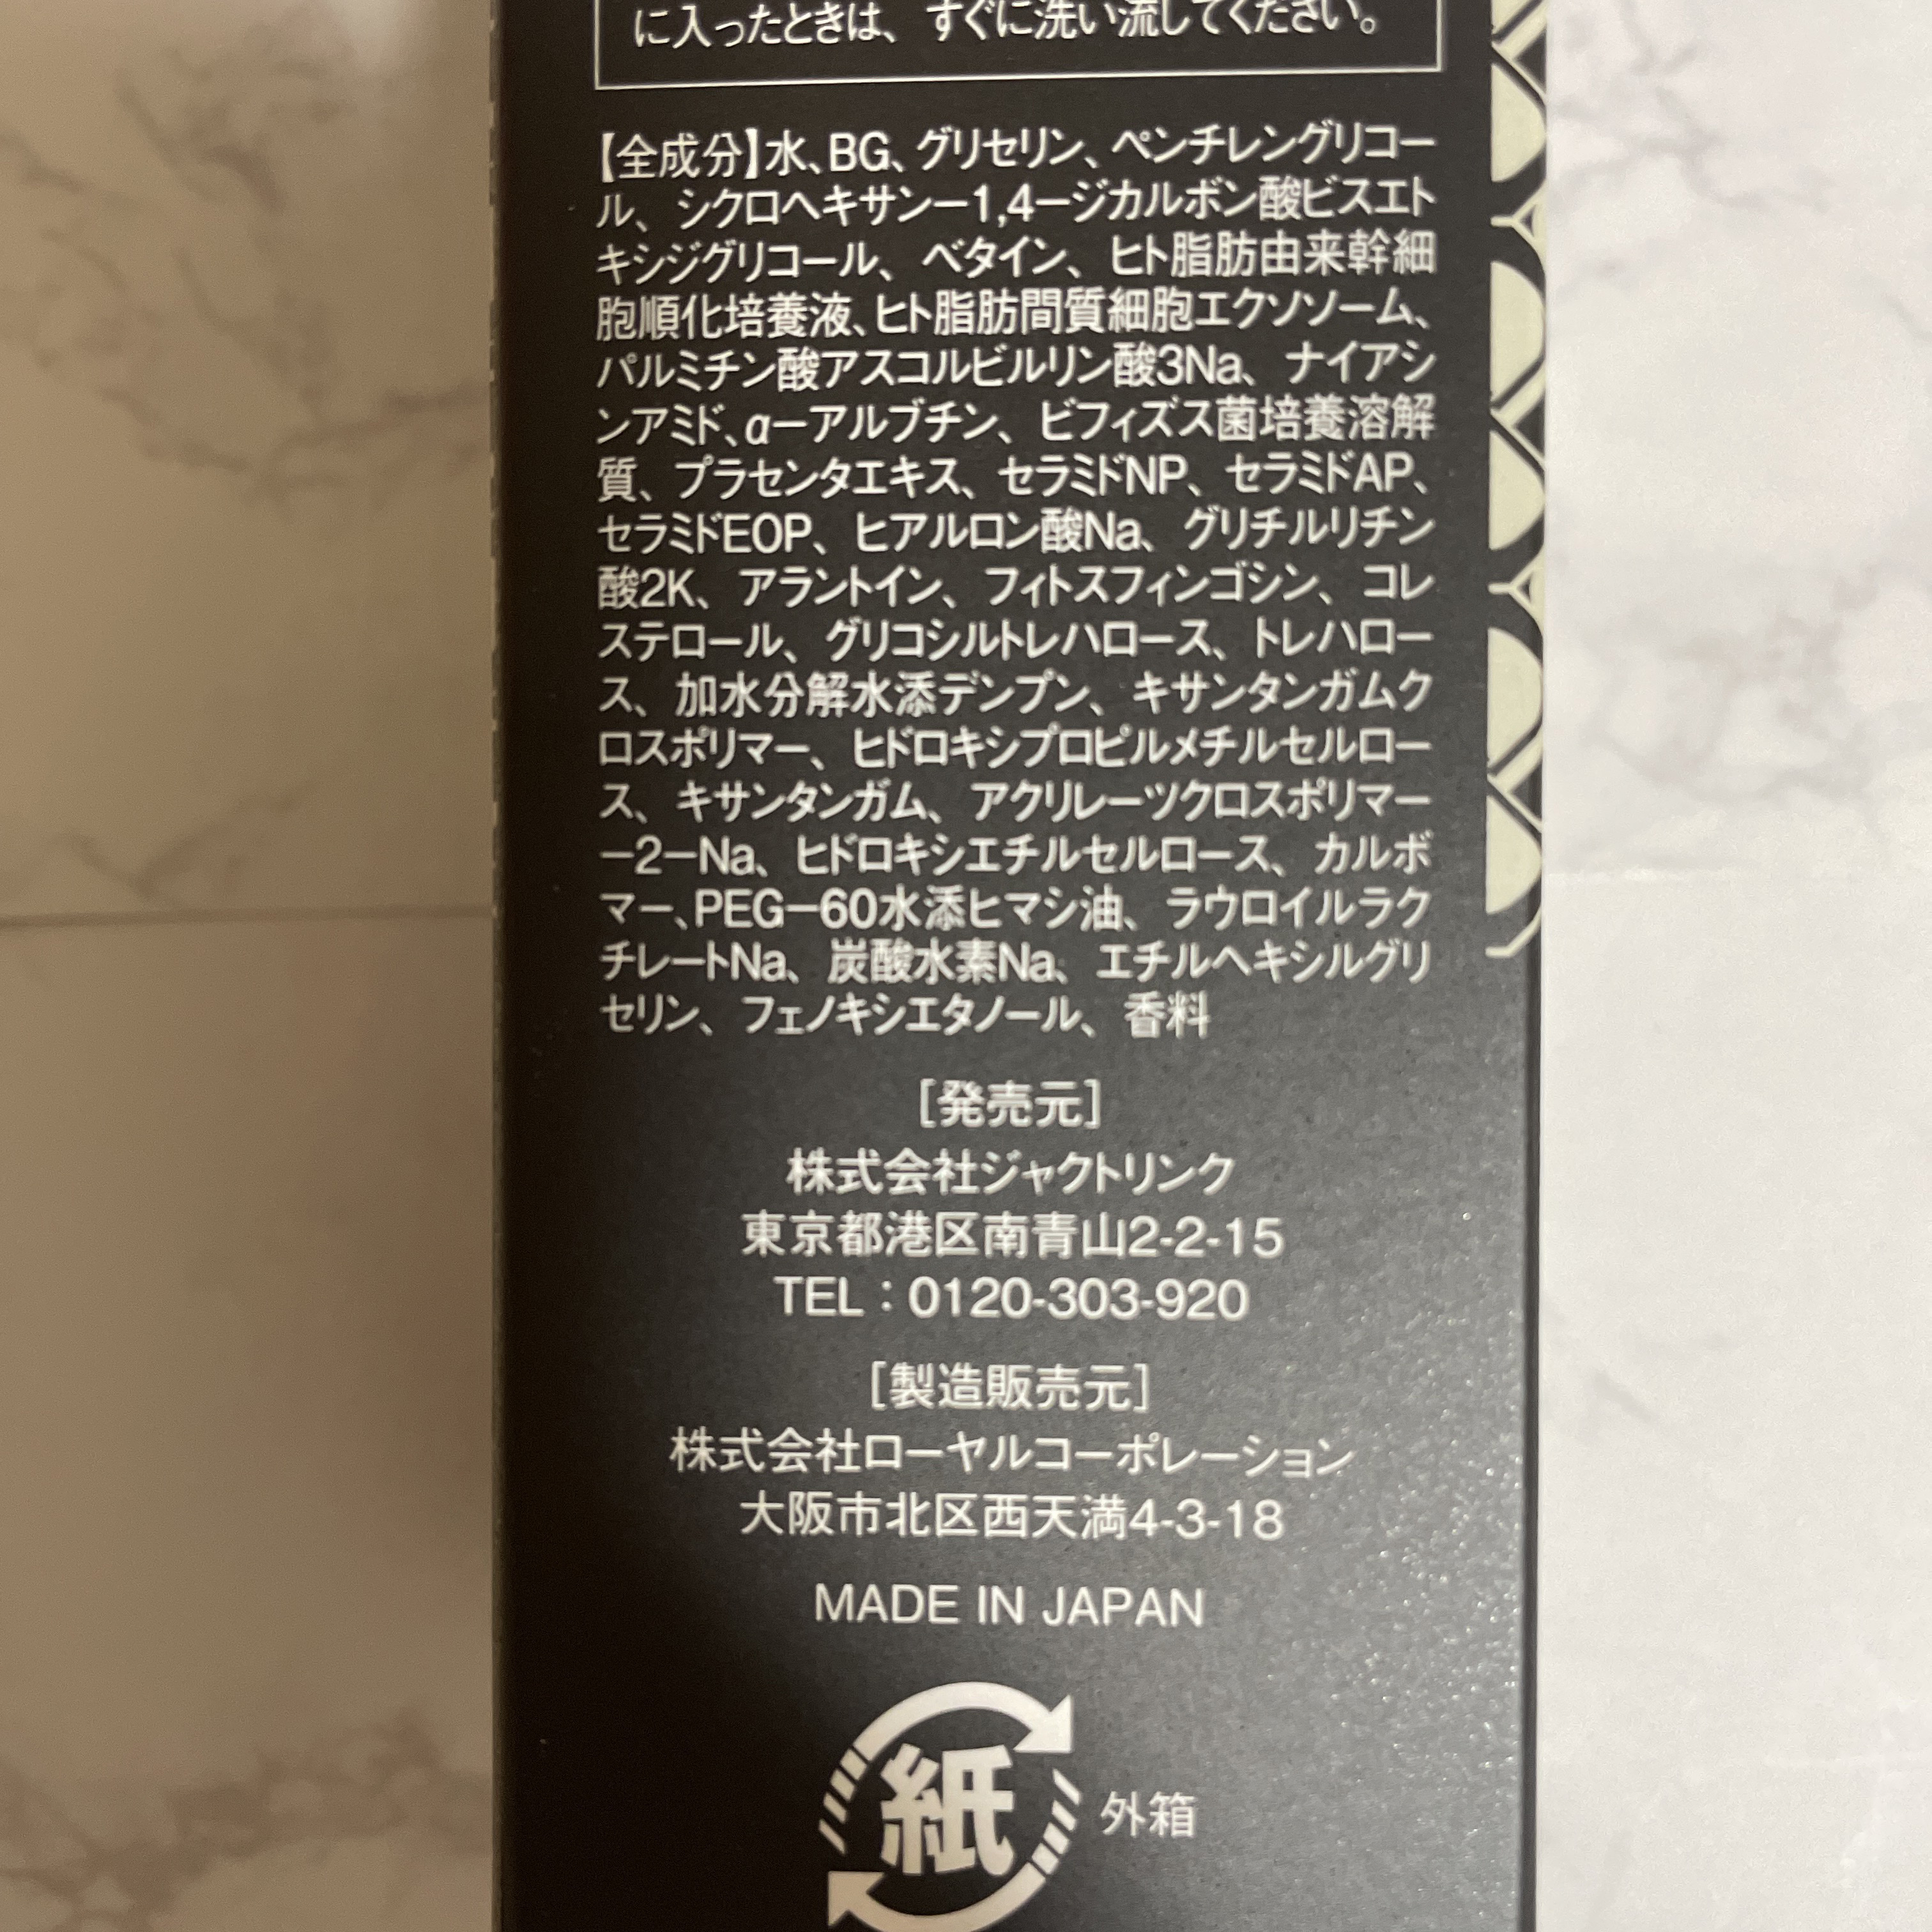 に入ったときは、すぐに洗い流してください。
【全成分】水、BG、グリセリン、ペンチレングリコー
ル、シクロヘキサンー1,4ージカルボン酸ビスエト
キシジグリコール、ベタイン、ヒト脂肪由来幹細
胞順化培養液、ヒト脂肪間質細胞エクソソーム、
パルミチン酸アスコルビルリン酸3Na、ナイアシ
ンアミド、αーアルブチン、ビフィズス菌培養溶解
質、プラセンタエキス、セラミドNP、セラミドAP、
セラミドEOP、ヒアルロン酸Na、グリチルリチン
酸2K、アラントイン、フィトスフィンゴシン、コレ
ステロール、グリコシルトレハロース、トレハロー
ス、加水分解水添デンプン、キサンタンガムク
ロスポリマー、ヒドロキシプロピルメチルセルロー
ス、キサンタンガム、アクリレーツクロスポリマー
ー2ーNa、ヒドロキシエチルセルロース、カルボ
マー、PEGー60水添ヒマシ油、ラウロイルラク
チレートNa、炭酸水素Na、エチルヘキシルグリ
セリン、フェノキシエタノール、香料
[発売元]
株式会社ジャクトリンク
東京都港区南青山2-2-15
TEL：0120-303-920
[製造販売元]
株式会社ローヤルコーポレーション
大阪市北区西天満4-3-18
MADE IN JAPAN
紙 外箱